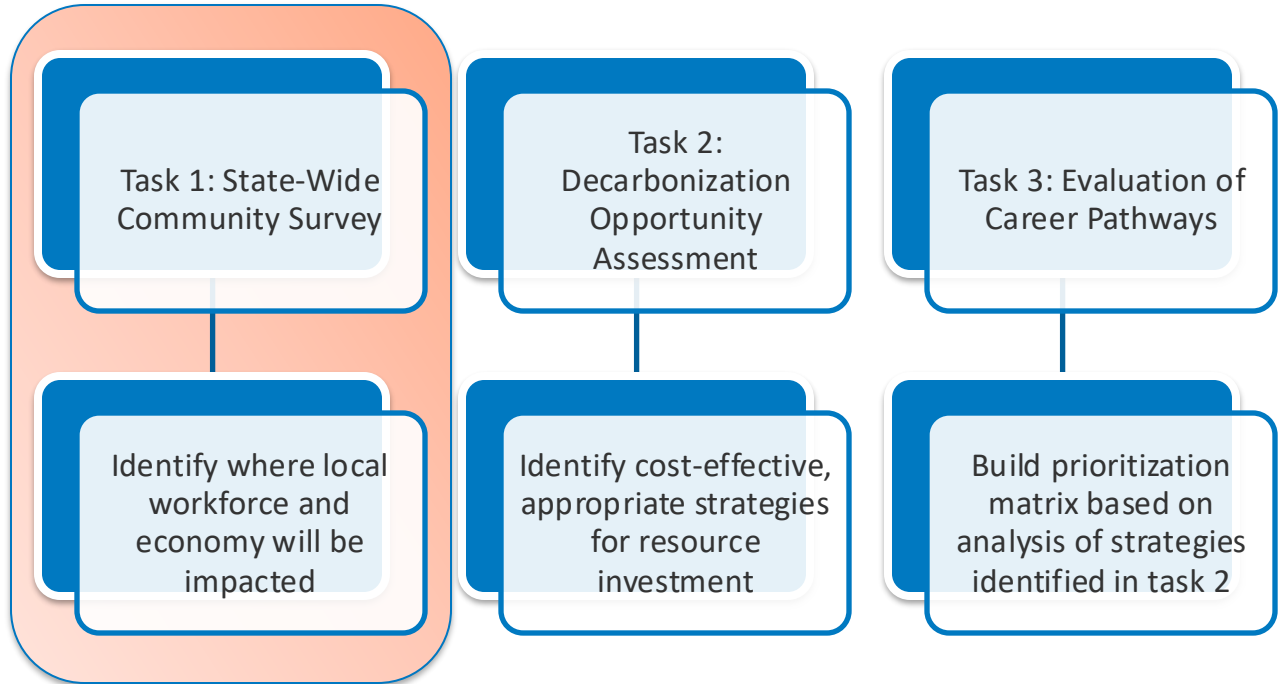 Task 1: State-Wide
Community Survey
Task 2:
Decarbonization
Opportunity
Assessment
Task 3: Evaluation of
Career Pathways
Identify where local
workforce and
economy will be
impacted
Identify cost-effective,
appropriate strategies
for resource
investment
Build prioritization
matrix based on
analysis of strategies
identified in task 2